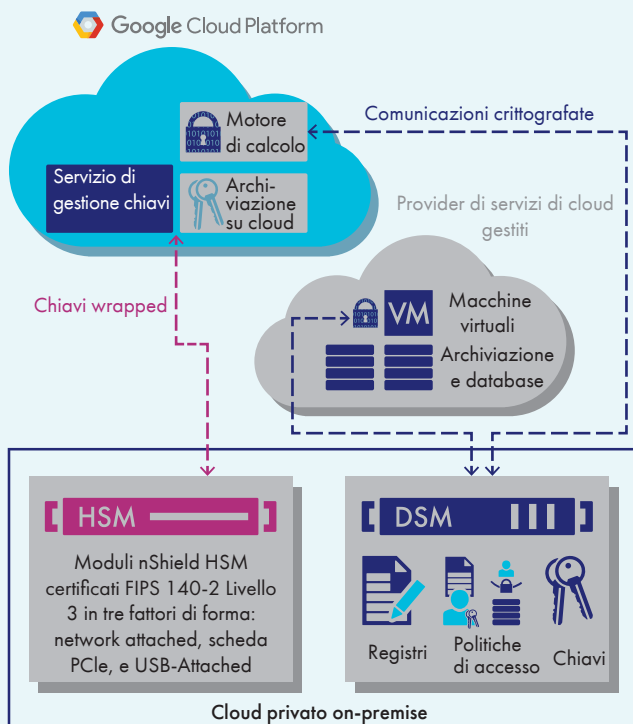 Google Cloud Platform
Motore
di calcolo
Comunicazioni crittografate
Servizio di
gestione chiavi
Archi-
viazione
su cloud
Provider di servizi di cloud
gestiti
Chiavi wrapped
VM
Macchine
virtuali
Archiviazione
e database
HSM
Moduli nShield HSM
certificati FIPS 140-2 Livello
3 in tre fattori di forma:
network attached, scheda
PCIe, e USB-Attached
DSM
Registri
Politiche
di accesso
Chiavi
Cloud privato on-premise